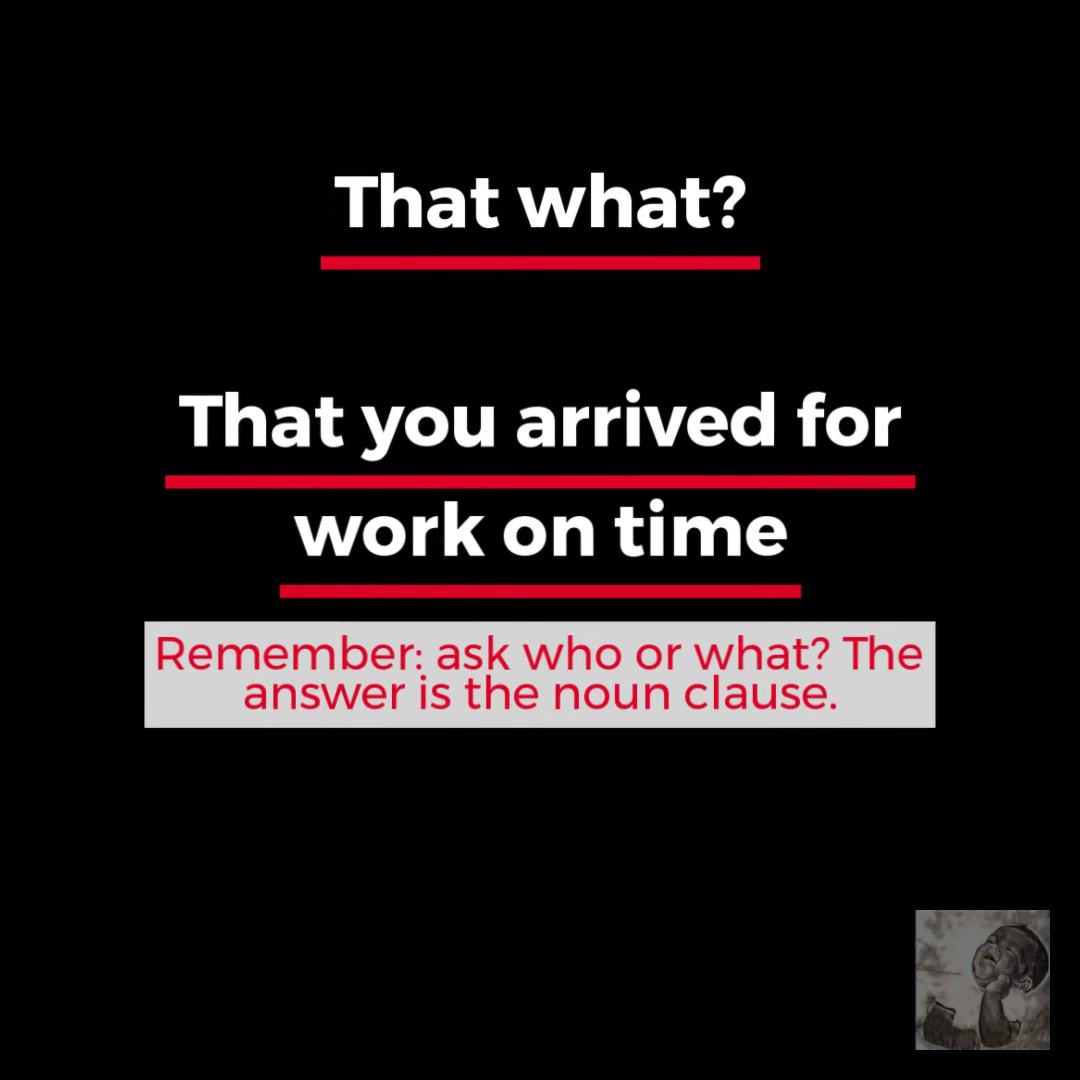 That what?
That you arrived for
work on time
Remember: ask who or what? The
answer is the noun clause.